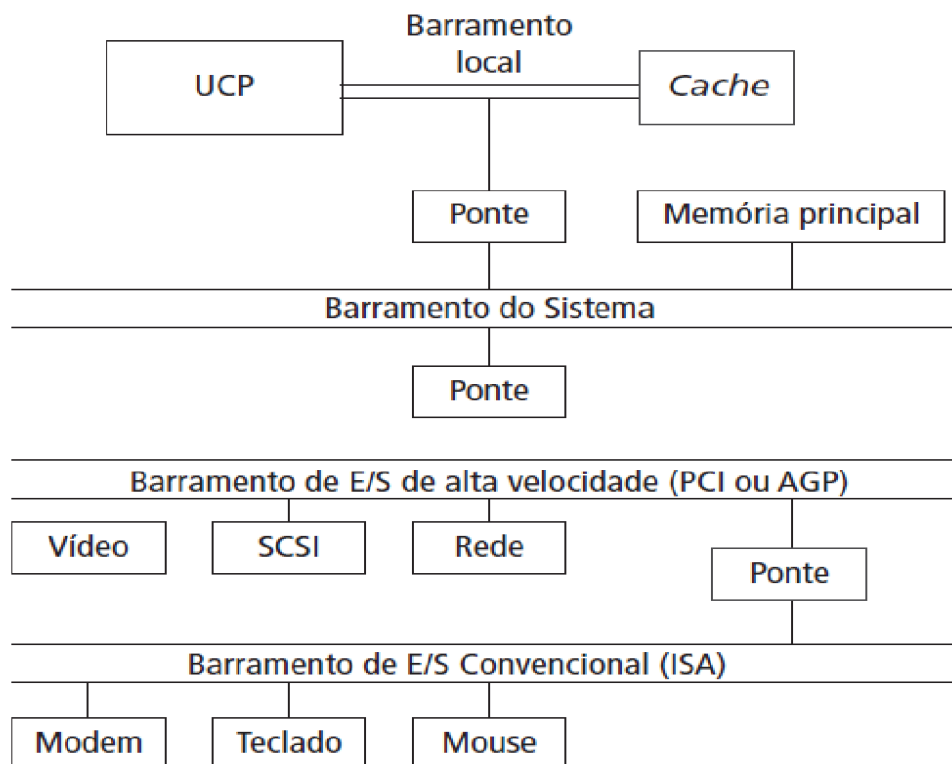 Barramento
local
UCP
Cache
Ponte
Memória principal
Barramento do Sistema
Ponte
Barramento de E/S de alta velocidade (PCI ou AGP)
Vídeo
SCSI
Rede
Ponte
Barramento de E/S Convencional (ISA)
Modem
Teclado
Mouse